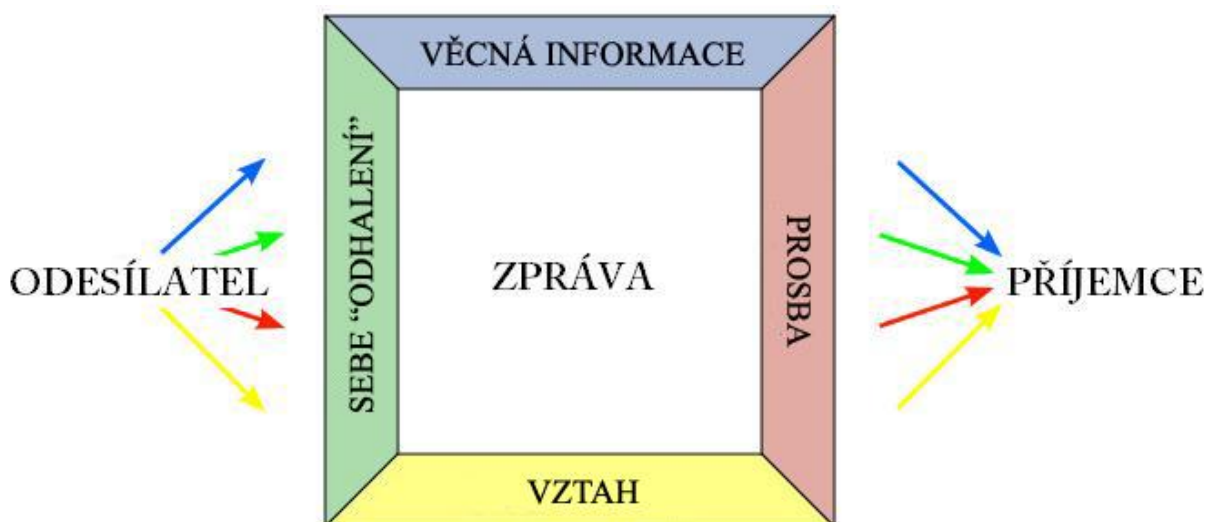 VĚCNÁ INFORMACE
ODESÍLATEL
SEBE “ODHALENÍ”
ZPRÁVA
PROSBA
PŘÍJEMCE
VZTAH